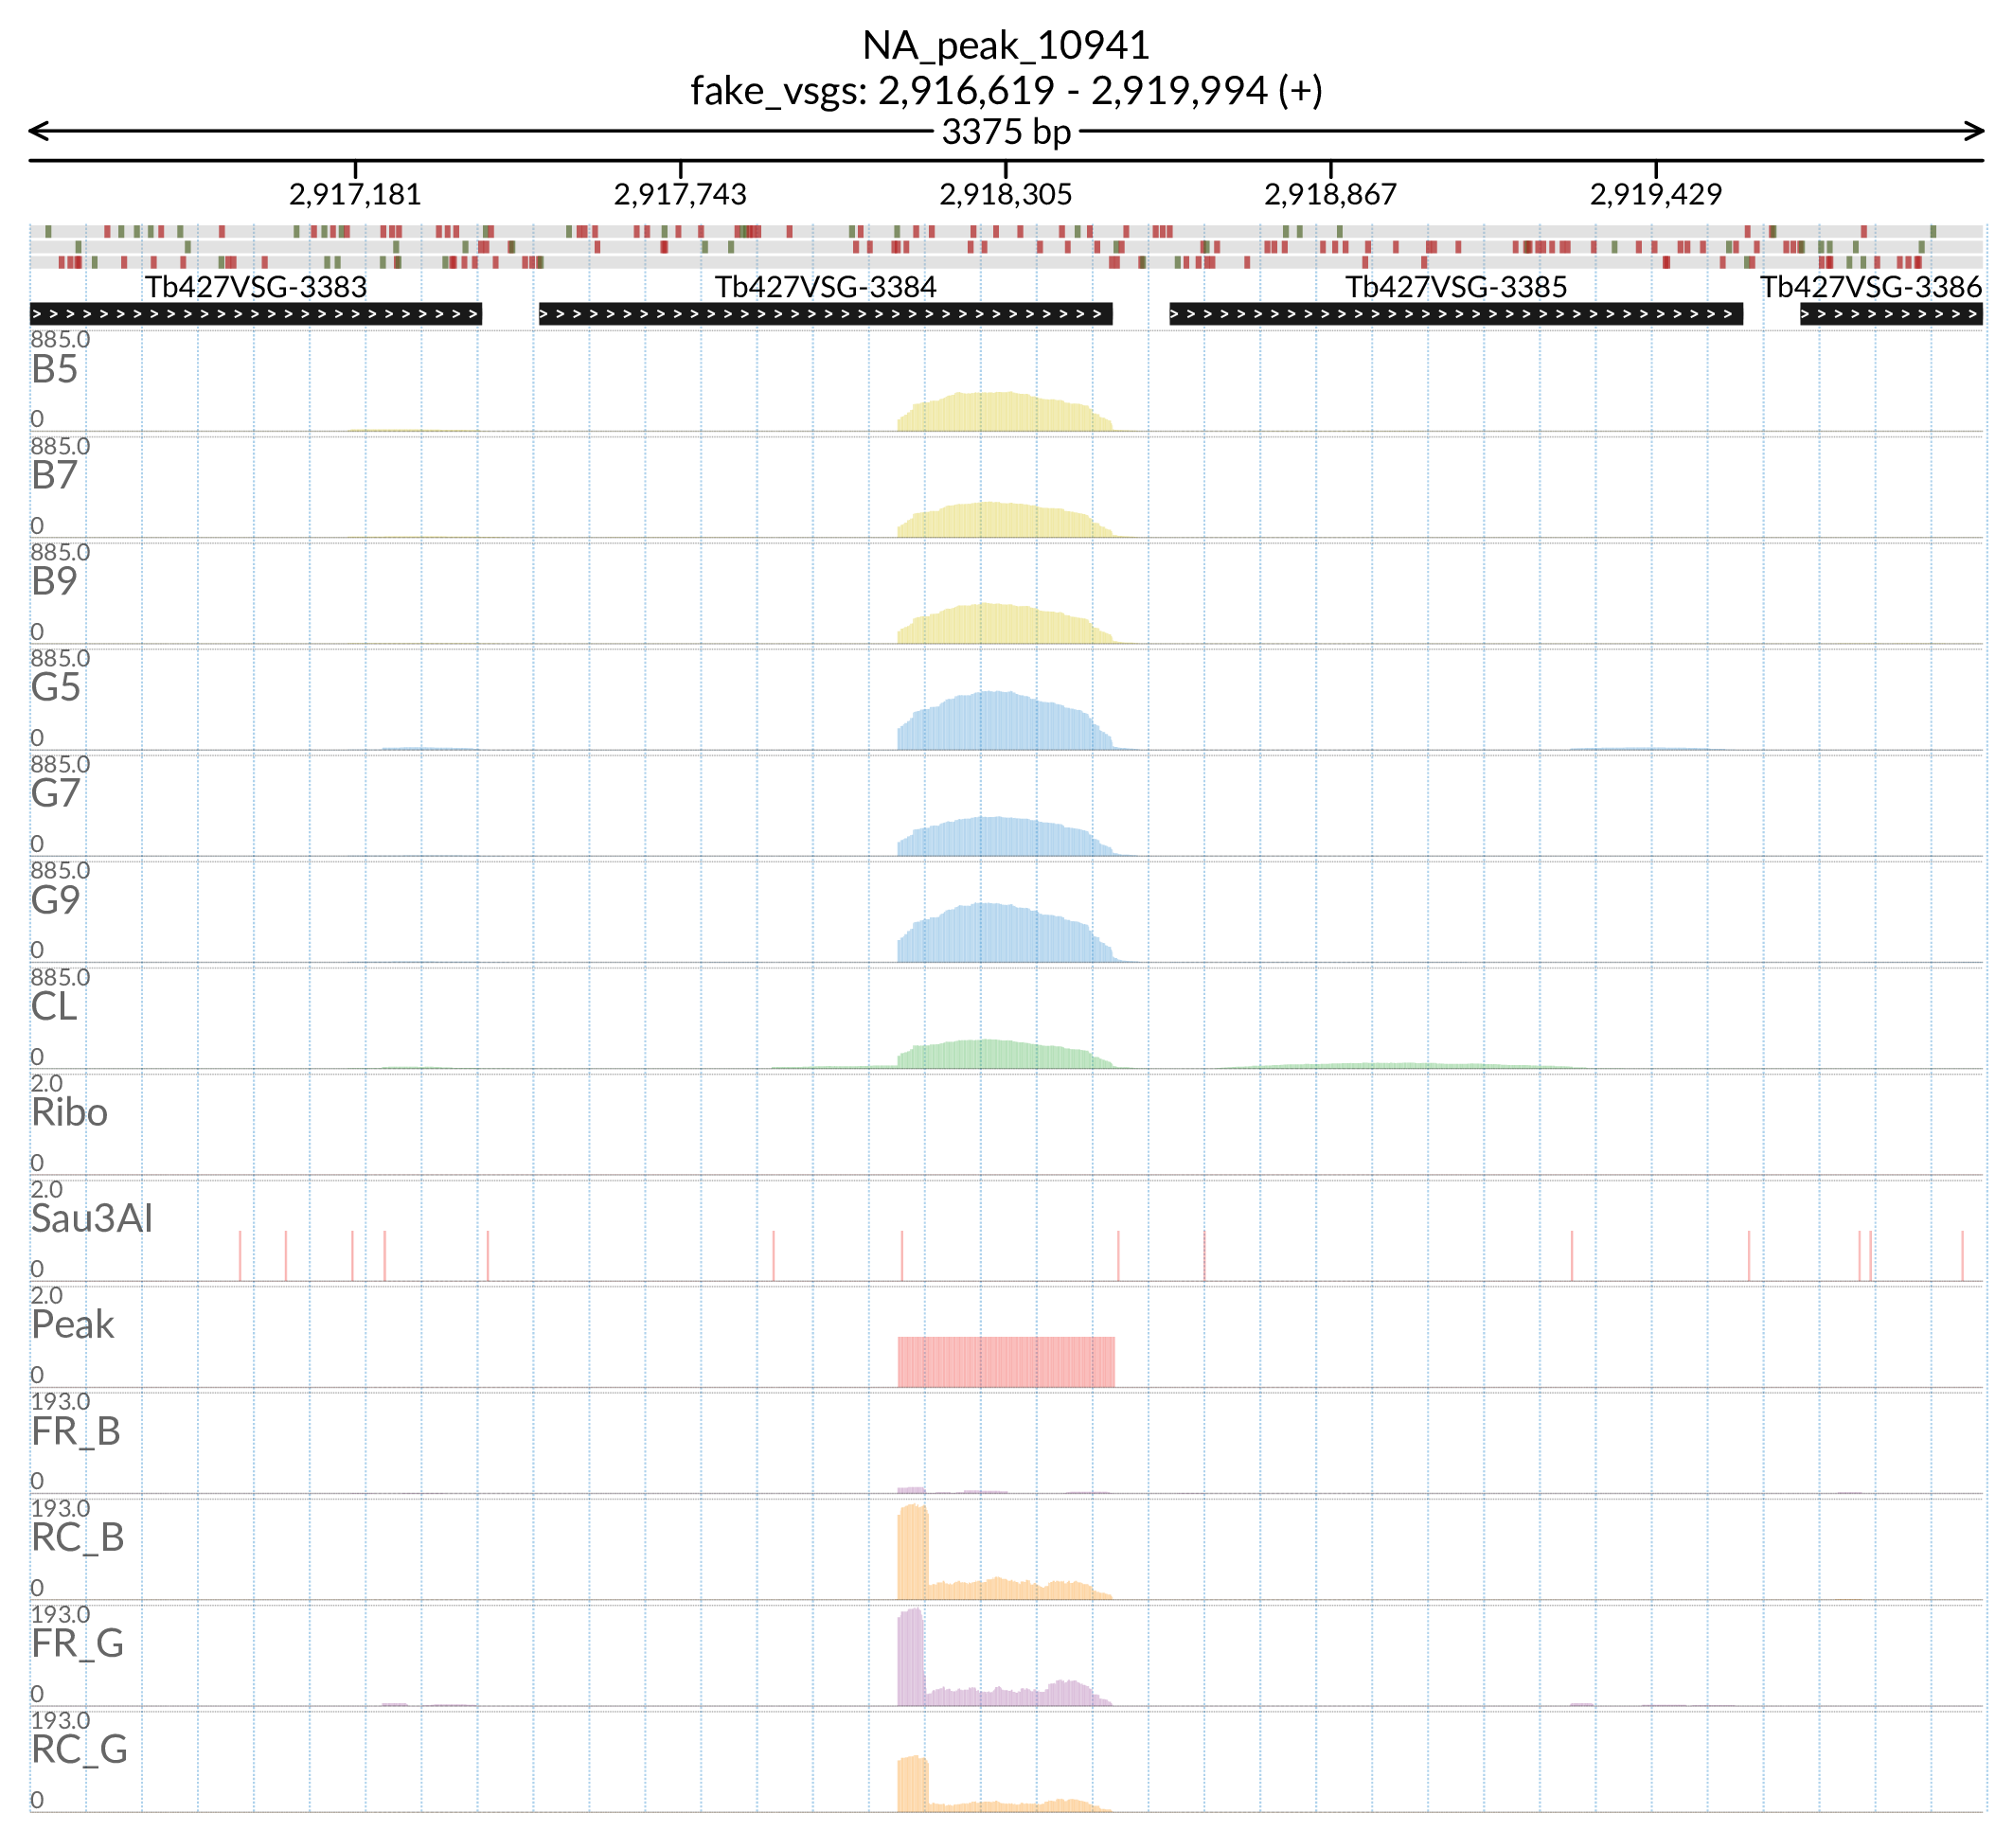 NA_peak_10941
fake_vsgs: 2,916,619 - 2,919,994 (+)
3375 bp
2,917,181 2,917,743 2,918,305 2,918,867 2,919,429
Tb427VSG-3383 Tb427VSG-3384 Tb427VSG-3385 Tb427VSG-3386
885.0
B5
0
885.0
B7
0
885.0
B9
0
885.0
G5
0
885.0
G7
0
885.0
G9
0
885.0
CL
0
2.0
Ribo
0
2.0
Sau3AI
0
2.0
Peak
0
193.0
FR_B
0
193.0
RC_B
0
193.0
FR_G
0
193.0
RC_G
0